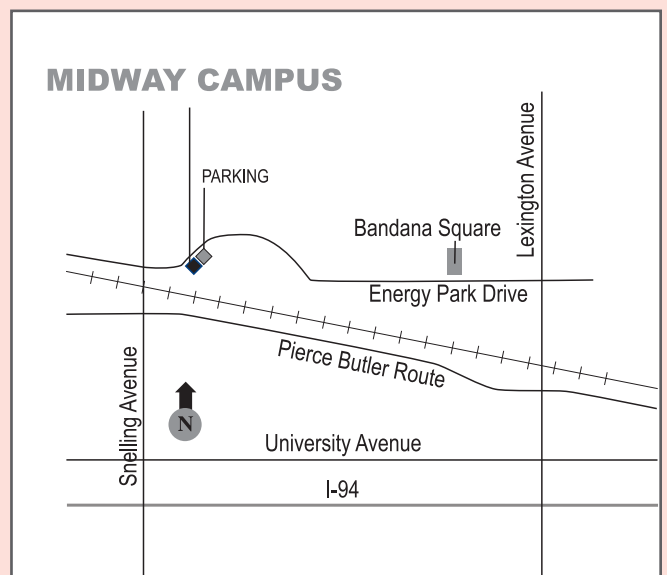 MIDWAY CAMPUS
Lexington Avenue
PARKING
Bandana Square
Energy Park Drive
Pierce Butler Route
Snelling Avenue
N
University Avenue
I-94